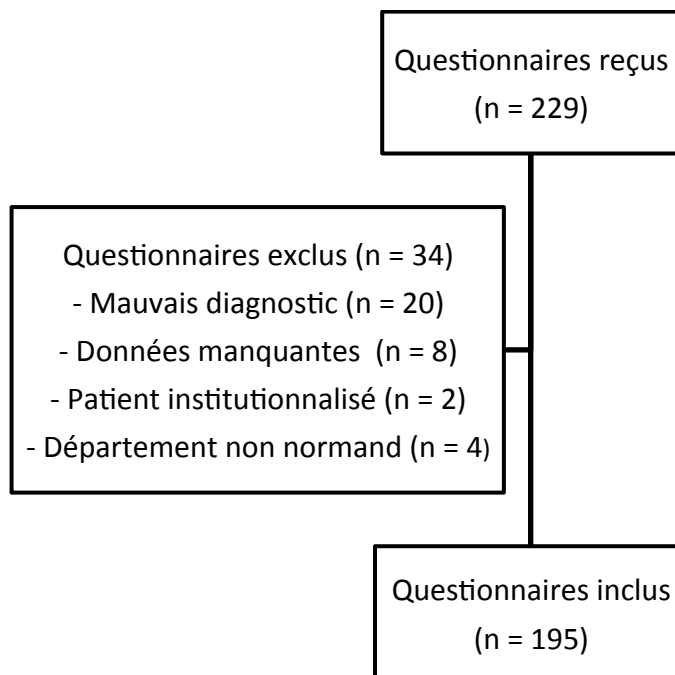 Questionnaires reçus
(n = 229)
Questionnaires exclus (n = 34)
- Mauvais diagnostic (n = 20)
- Données manquantes  (n = 8)
- Patient institutionnalisé (n = 2)
- Département non normand (n = 4)
Questionnaires inclus
(n = 195)